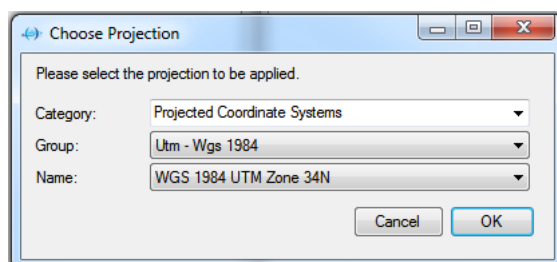 Choose Projection
Please select the projection to be applied.
Category: Projected Coordinate Systems
Group: Utm - Wgs 1984
Name: WGS 1984 UTM Zone 34N
Cancel OK